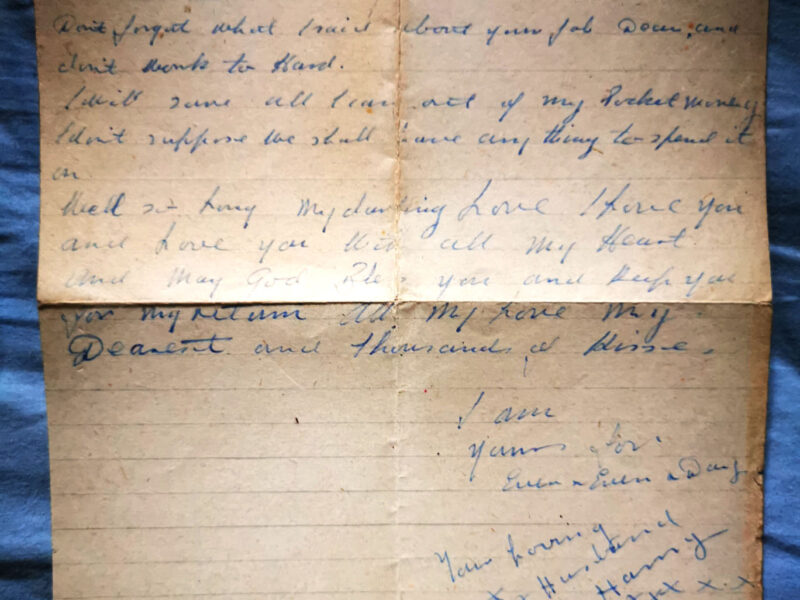 Dont forget what I said about your job Dear, and
don't work to Hard.
I will save all I can out of my Pocket money
I don't suppose we shall have any thing to spend it
on
Well so long My darling Love I Love you
and Love you With all My Heart
and May God Bless you and keep you
for my return All My Love My
Dearest and thousands of Kisses.
I am
yours for
Ever & Ever & Day
Your Loving
Husband
Harry
xxx x x